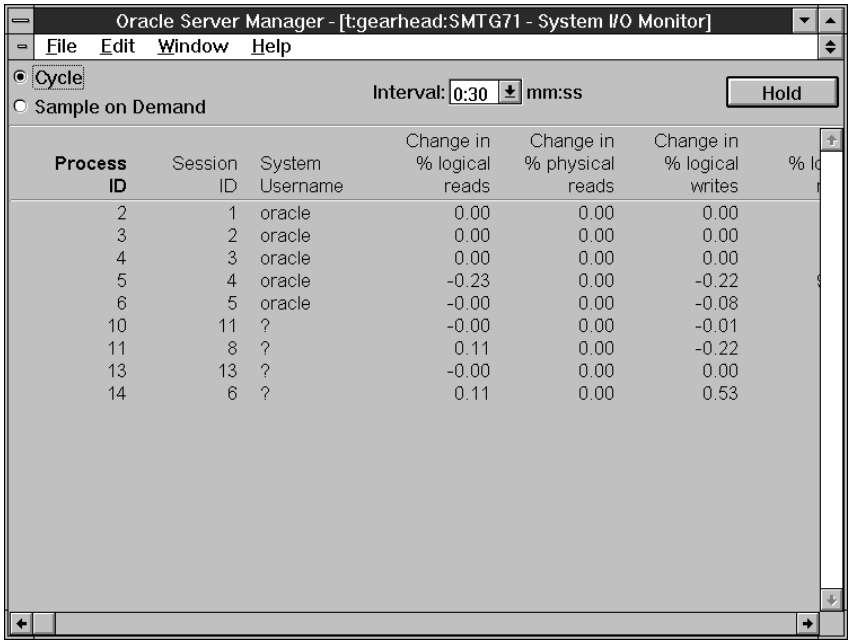 Oracle Server Manager - [t:gearhead:SMTG71 - System I/O Monitor]
File Edit Window Help
Cycle
Sample on Demand
Interval: 0:30 mm:ss
Hold
Process ID Session ID System Username Change in % logical reads Change in % physical reads Change in % logical writes
2 1 oracle 0.00 0.00 0.00
3 2 oracle 0.00 0.00 0.00
4 3 oracle 0.00 0.00 0.00
5 4 oracle -0.23 0.00 -0.22
6 5 oracle -0.00 0.00 -0.08
10 11 ? -0.00 0.00 -0.01
11 8 ? 0.11 0.00 -0.22
13 13 ? -0.00 0.00 0.00
14 6 ? 0.11 0.00 0.53